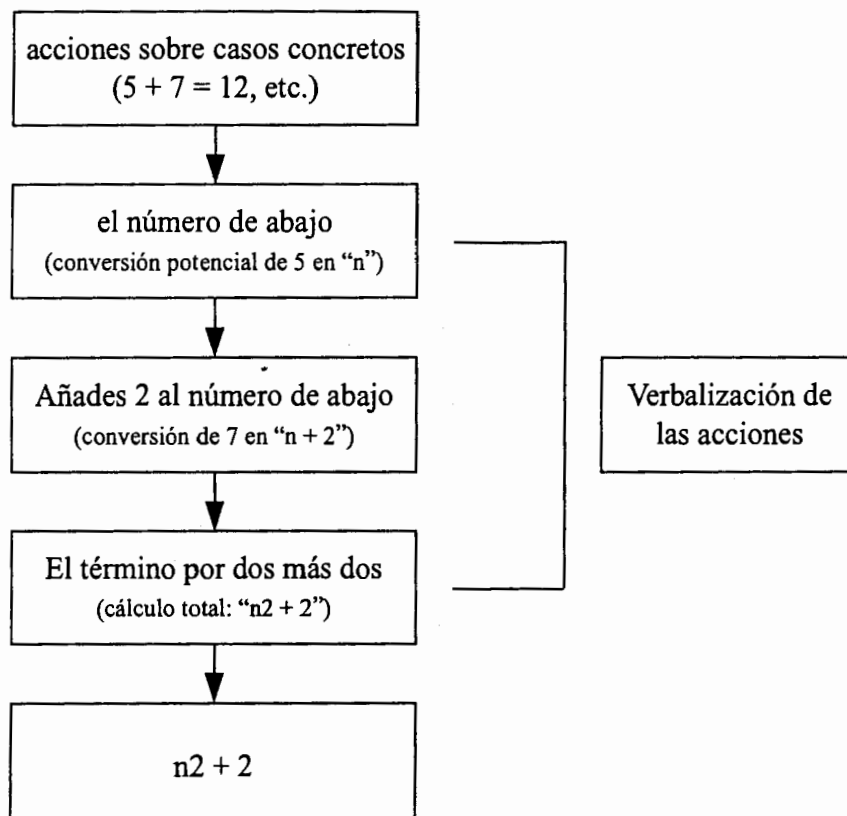 acciones sobre casos concretos
(5 + 7 = 12, etc.)
el número de abajo
(conversión potencial de 5 en “n”)
Añades 2 al número de abajo
(conversión de 7 en “n + 2”)
Verbalización de
las acciones
El término por dos más dos
(cálculo total: “n2 + 2”)
n2 + 2